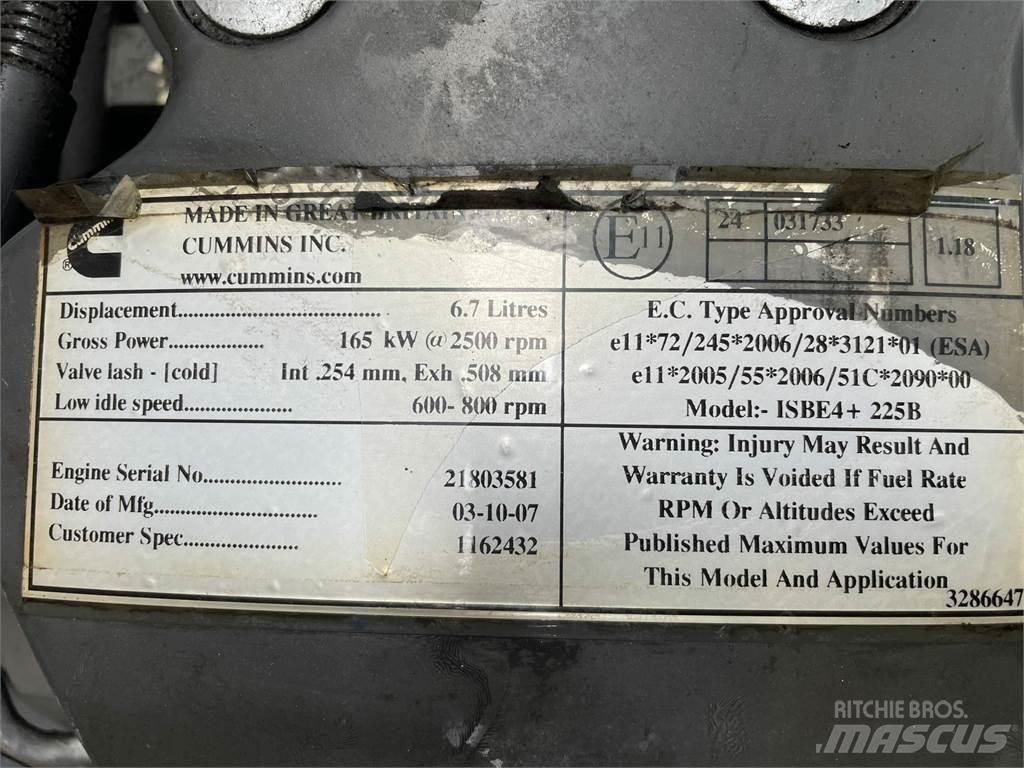 MADE IN GREAT BRITAIN
Cummins
CUMMINS INC.
®
www.cummins.com
E11
24 031733
1.18
Displacement.................................... 6.7 Litres
Gross Power.................. 165 kW @ 2500 rpm
Valve lash - [cold] Int .254 mm, Exh .508 mm
Low idle speed..................... 600- 800 rpm
E.C. Type Approval Numbers
e11*72/245*2006/28*3121*01 (ESA)
e11*2005/55*2006/51C*2090*00
Model:- ISBE4+ 225B
Engine Serial No.......................... 21803581
Date of Mfg............................... 03-10-07
Customer Spec..................... 1162432
Warning: Injury May Result And
Warranty Is Voided If Fuel Rate
RPM Or Altitudes Exceed
Published Maximum Values For
This Model And Application
3286647
RITCHIE BROS.
MASCUS